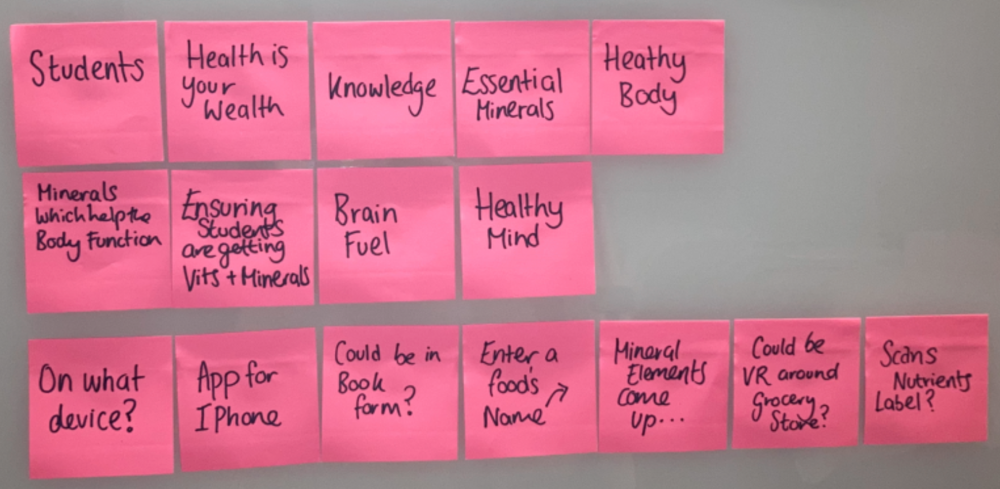 Students
Health is
your
Wealth
Knowledge
Essential
Minerals
Heathy
Body
Minerals
which help the
Body Function
Ensuring
Students
are getting
Vits + Minerals
Brain
Fuel
Healthy
Mind
On what
device?
App for
IPhone
Could be in
Book
form?
Enter a
food's
Name
Mineral
Elements
Come
up...
Could be
VR around
Grocery
Store?
Scans
Nutrients
Label?